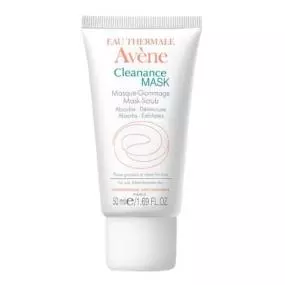 EAU THERMALE
Avène
Cleanance
MASK
Masque-Gommage
Mask-Scrub
Absorbe - Désincruste
Absorbs - Exfoliates
50 ml e/1.69 FL.OZ